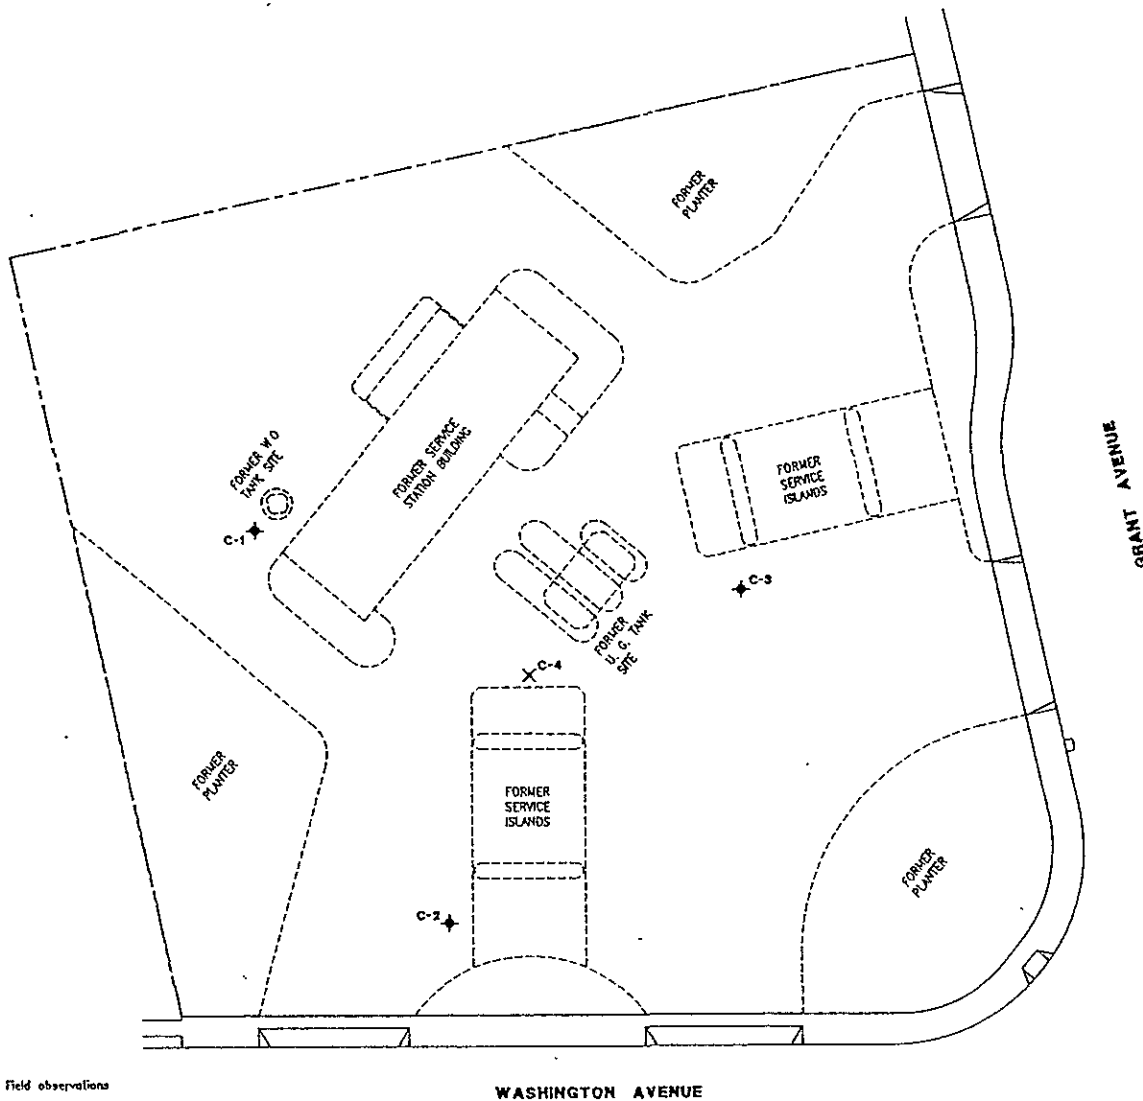 FORMER
PLANTER
GRANT AVENUE
FORMER W.O
TANK SITE
FORMER SERVICE
STATION BUILDING
FORMER
SERVICE
ISLANDS
C-1
C-3
FORMER
U. G. TANK
SITE
C-4
FORMER
PLANTER
FORMER
SERVICE
ISLANDS
FORMER
PLANTER
C-2
Field observations
WASHINGTON AVENUE